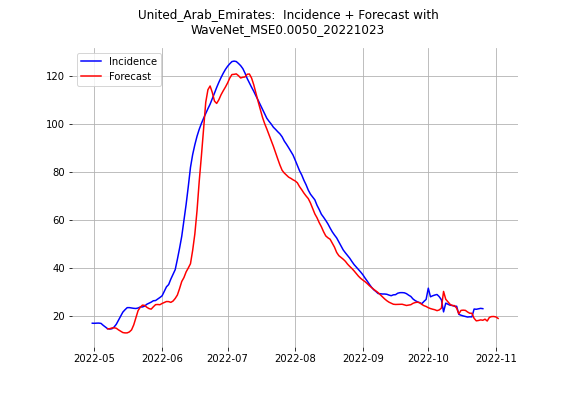 United_Arab_Emirates:  Incidence + Forecast with
WaveNet_MSE0.0050_20221023
Incidence
Forecast
120
100
80
60
40
20
2022-05 2022-06 2022-07 2022-08 2022-09 2022-10 2022-11